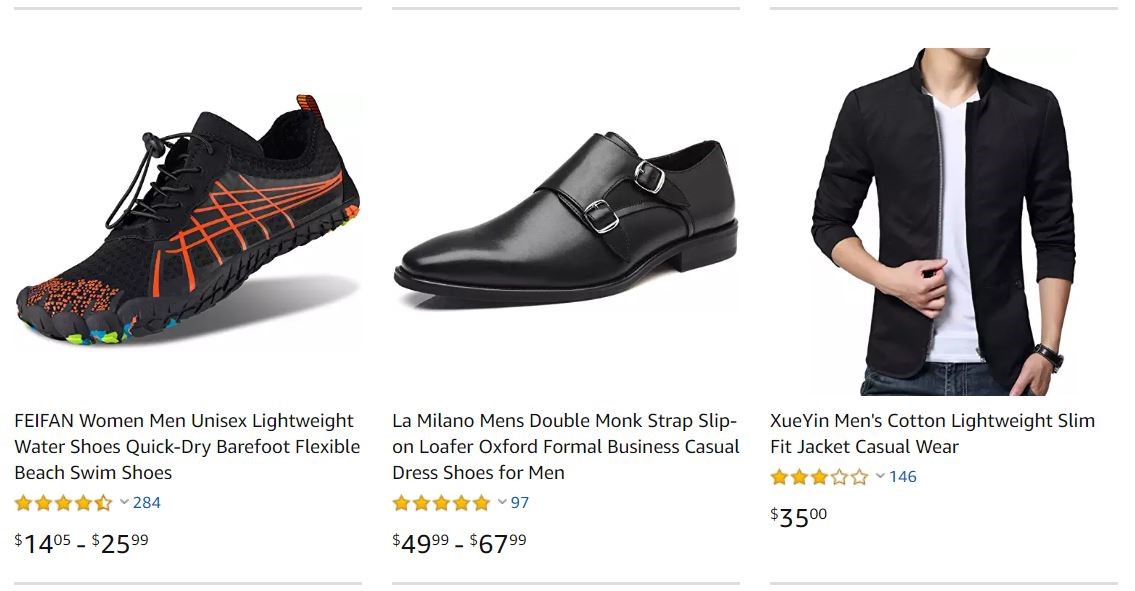 FEIFAN Women Men Unisex Lightweight
Water Shoes Quick-Dry Barefoot Flexible
Beach Swim Shoes
284
$14.05 - $25.99
La Milano Mens Double Monk Strap Slip-
on Loafer Oxford Formal Business Casual
Dress Shoes for Men
97
$49.99 - $67.99
XueYin Men's Cotton Lightweight Slim
Fit Jacket Casual Wear
146
$35.00